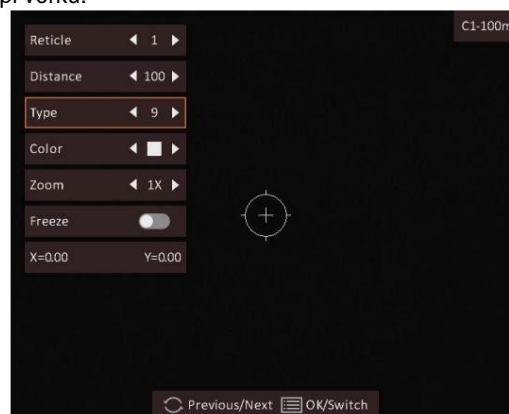 C1-100m
Reticle 1
Distance 100
Type 9
Color
Zoom 1X
Freeze
X=0.00 Y=0.00
Previous/Next OK/Switch